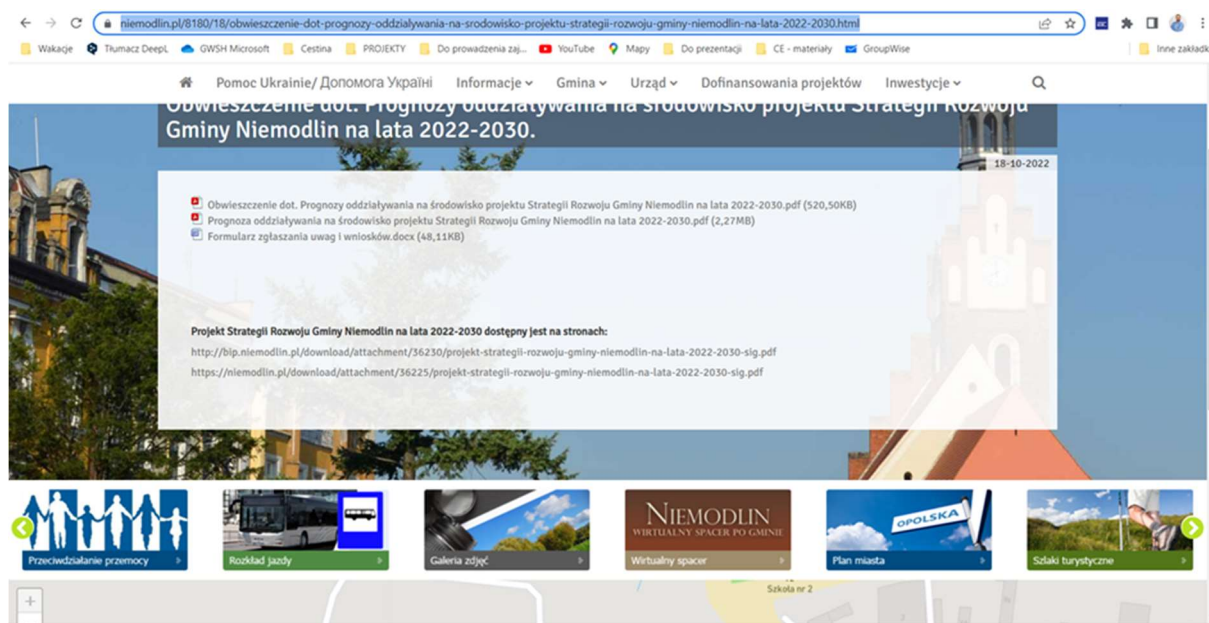 niemodlin.pl/8180/18/obwieszczenie-dot-prognozy-oddzialywania-na-srodowisko-projektu-strategii-rozwoju-gminy-niemodlin-na-lata-2022-2030.html
Wakacje Tłumacz DeepL GWSH Microsoft Cestina PROJEKTY Do prowadzenia zaj... YouTube Mapy Do prezentacji CE - materiały GroupWise Inne zakładk
Pomoc Ukrainie/ Допомога Україні Informacje Gmina Urząd Dofinansowania projektów Inwestycje
Obwieszczenie dot. Prognozy oddziaływania na środowisko projektu Strategii Rozwoju
Gminy Niemodlin na lata 2022-2030.
18-10-2022
Obwieszczenie dot. Prognozy oddziaływania na środowisko projektu Strategii Rozwoju Gminy Niemodlin na lata 2022-2030.pdf (520,50KB)
Prognoza oddziaływania na środowisko projektu Strategii Rozwoju Gminy Niemodlin na lata 2022-2030.pdf (2,27MB)
Formularz zgłaszania uwag i wniosków.docx (48,11KB)
Projekt Strategii Rozwoju Gminy Niemodlin na lata 2022-2030 dostępny jest na stronach:
http://bip.niemodlin.pl/download/attachment/36230/projekt-strategii-rozwoju-gminy-niemodlin-na-lata-2022-2030-sig.pdf
https://niemodlin.pl/download/attachment/36225/projekt-strategii-rozwoju-gminy-niemodlin-na-lata-2022-2030-sig.pdf
NIEMODLIN
WIRTUALNY SPACER PO GMINIE
OPOLSKA
Przeciwdziałanie przemocy Rozkład jazdy Galeria zdjęć Wirtualny spacer Plan miasta Szlaki turystyczne
Szkoła nr 2
+